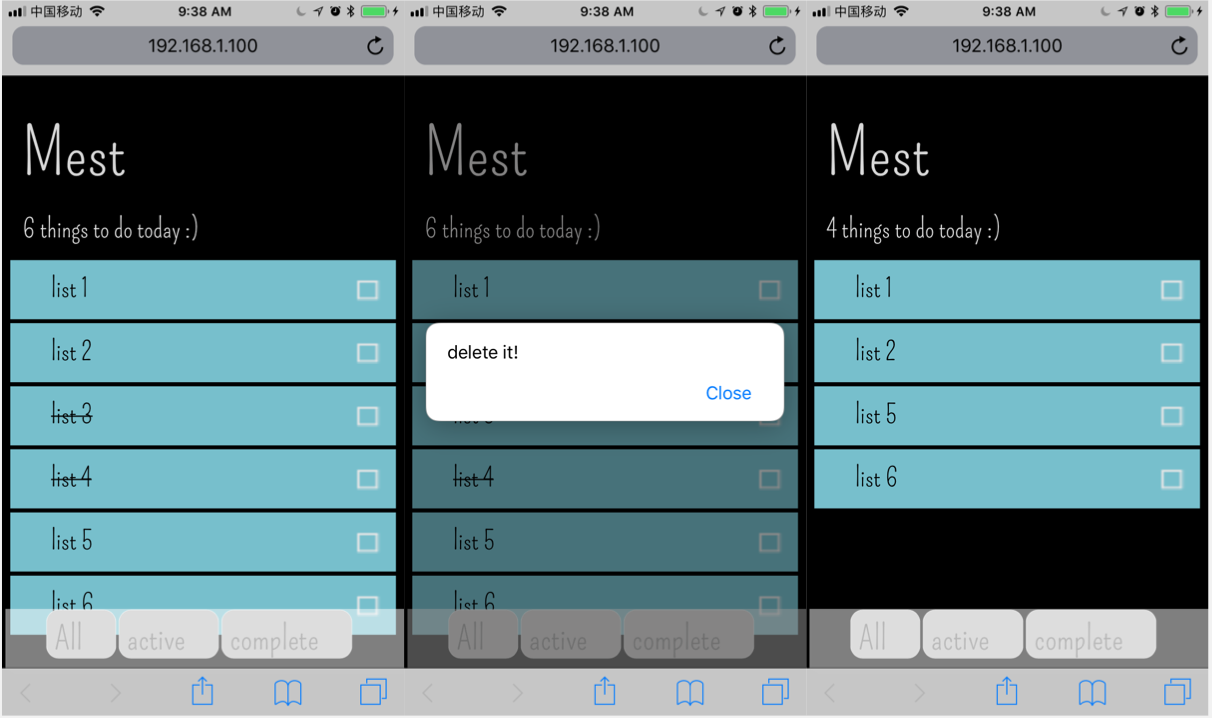 中国移动 9:38 AM
192.168.1.100
Mest
6 things to do today :)
list 1
list 2
list 3
list 4
list 5
list 6
All active complete
中国移动 9:38 AM
192.168.1.100
Mest
6 things to do today :)
list 1
delete it!
Close
list 4
list 5
list 6
All active complete
中国移动 9:38 AM
192.168.1.100
Mest
4 things to do today :)
list 1
list 2
list 5
list 6
All active complete